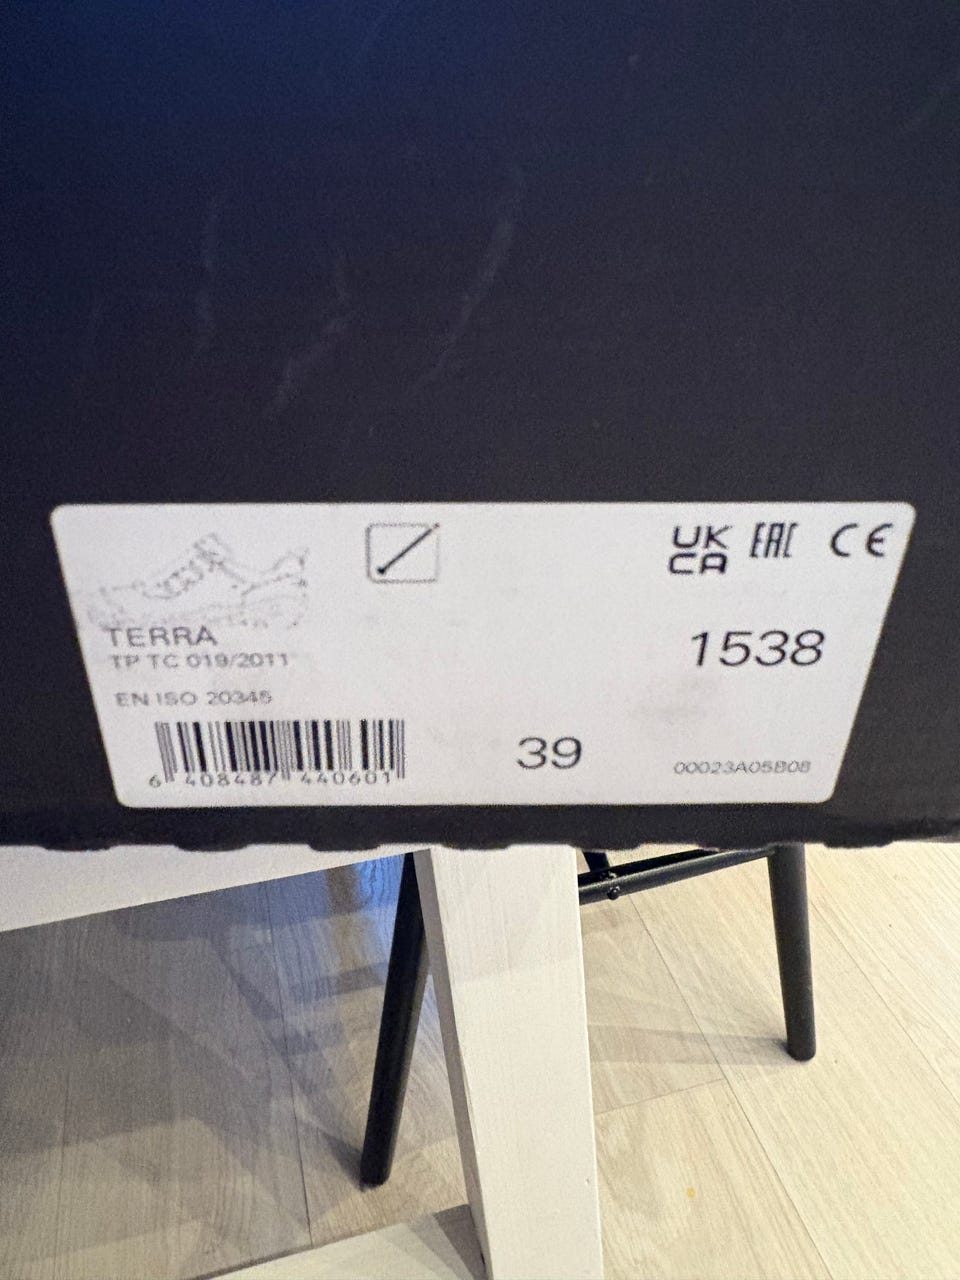 UK
CA
EAC
CE
TERRA
1538
TP TC 019/2011
EN ISO 20345
39
6 408487 440601
00023A05B08